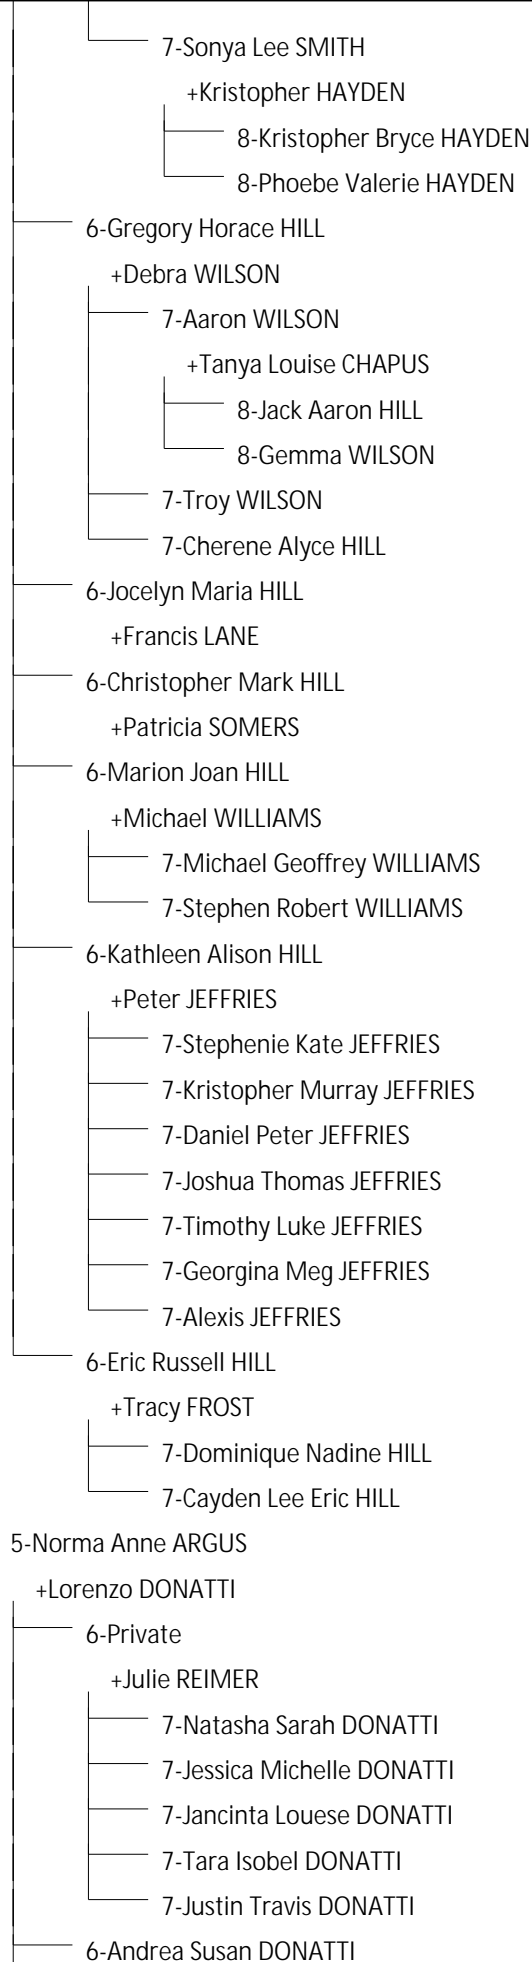 7-Sonya Lee SMITH
+Kristopher HAYDEN
8-Kristopher Bryce HAYDEN
8-Phoebe Valerie HAYDEN
6-Gregory Horace HILL
+Debra WILSON
7-Aaron WILSON
+Tanya Louise CHAPUS
8-Jack Aaron HILL
8-Gemma WILSON
7-Troy WILSON
7-Cherene Alyce HILL
6-Jocelyn Maria HILL
+Francis LANE
6-Christopher Mark HILL
+Patricia SOMERS
6-Marion Joan HILL
+Michael WILLIAMS
7-Michael Geoffrey WILLIAMS
7-Stephen Robert WILLIAMS
6-Kathleen Alison HILL
+Peter JEFFRIES
7-Stephenie Kate JEFFRIES
7-Kristopher Murray JEFFRIES
7-Daniel Peter JEFFRIES
7-Joshua Thomas JEFFRIES
7-Timothy Luke JEFFRIES
7-Georgina Meg JEFFRIES
7-Alexis JEFFRIES
6-Eric Russell HILL
+Tracy FROST
7-Dominique Nadine HILL
7-Cayden Lee Eric HILL
5-Norma Anne ARGUS
+Lorenzo DONATTI
6-Private
+Julie REIMER
7-Natasha Sarah DONATTI
7-Jessica Michelle DONATTI
7-Jancinta Louese DONATTI
7-Tara Isobel DONATTI
7-Justin Travis DONATTI
6-Andrea Susan DONATTI